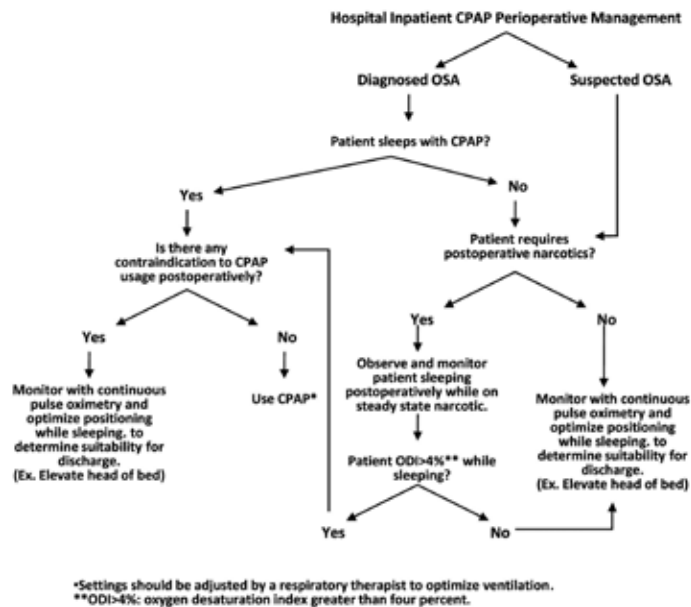 Hospital Inpatient CPAP Perioperative Management
Diagnosed OSA
Suspected OSA
Patient sleeps with CPAP?
Yes
No
Is there any
contraindication to CPAP
usage postoperatively?
Patient requires
postoperative narcotics?
Yes
No
Yes
No
Monitor with continuous
pulse oximetry and
optimize positioning
while sleeping. to
determine suitability for
discharge.
(Ex. Elevate head of bed)
Use CPAP*
Observe and monitor
patient sleeping
postoperatively while on
steady state narcotic.
Monitor with continuous
pulse oximetry and
optimize positioning
while sleeping. to
determine suitability for
discharge.
(Ex. Elevate head of bed)
Patient ODI>4%** while
sleeping?
Yes
No
*Settings should be adjusted by a respiratory therapist to optimize ventilation.
**ODI>4%: oxygen desaturation index greater than four percent.